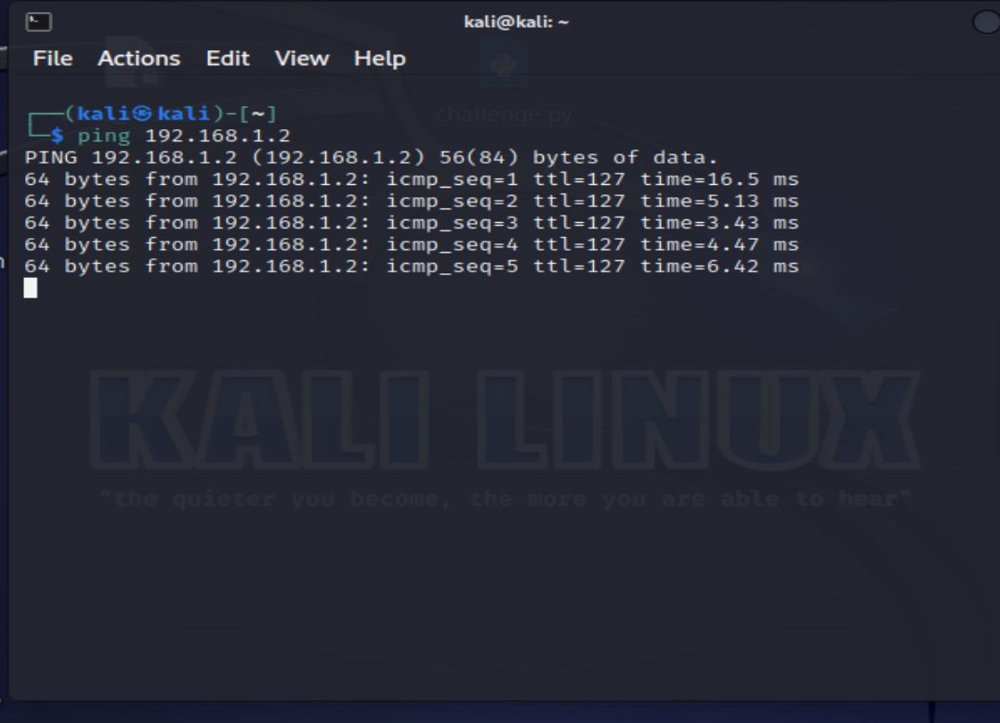 kali@kali: ~
File Actions Edit View Help
challenge.py
┌──(kali㉿kali)-[~]
└─$ ping 192.168.1.2
PING 192.168.1.2 (192.168.1.2) 56(84) bytes of data.
64 bytes from 192.168.1.2: icmp_seq=1 ttl=127 time=16.5 ms
64 bytes from 192.168.1.2: icmp_seq=2 ttl=127 time=5.13 ms
64 bytes from 192.168.1.2: icmp_seq=3 ttl=127 time=3.43 ms
64 bytes from 192.168.1.2: icmp_seq=4 ttl=127 time=4.47 ms
64 bytes from 192.168.1.2: icmp_seq=5 ttl=127 time=6.42 ms
KALI LINUX
"the quieter you become, the more you are able to hear"